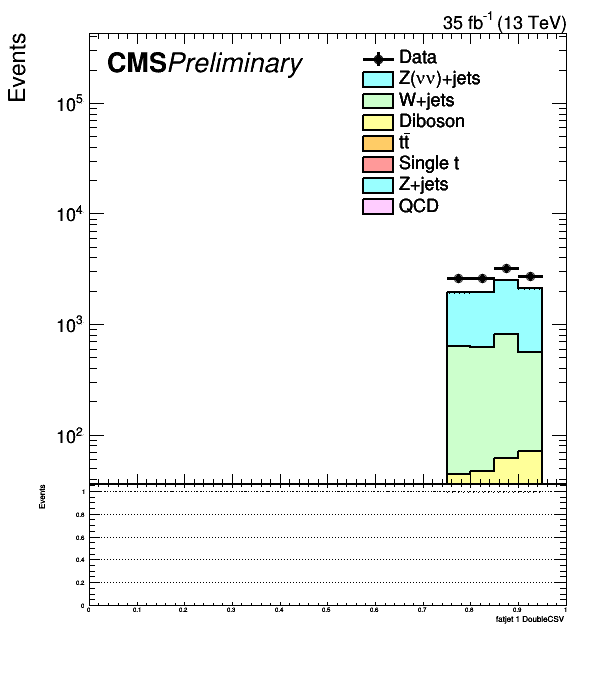 35 fb-1 (13 TeV)
Events
CMSPreliminary
Data
Z(νν)+jets
W+jets
Diboson
tt̄
Single t
Z+jets
QCD
10^5
10^4
10^3
10^2
Events
1
0.8
0.6
0.4
0.2
0
0 0.1 0.2 0.3 0.4 0.5 0.6 0.7 0.8 0.9 1
fatjet 1 DoubleCSV